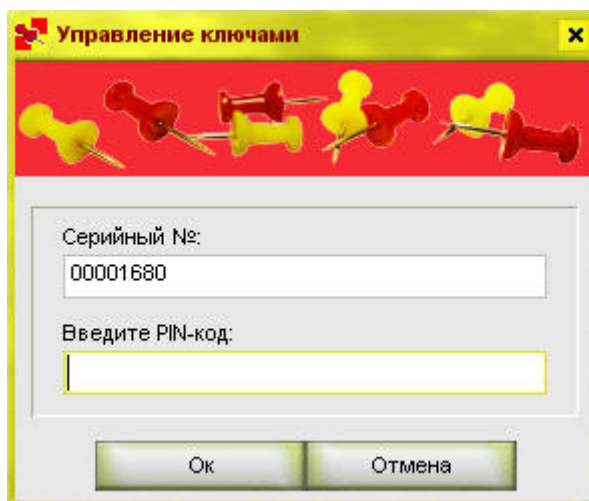 Управление ключами
Серийный №:
00001680
Введите PIN-код:
Ок
Отмена